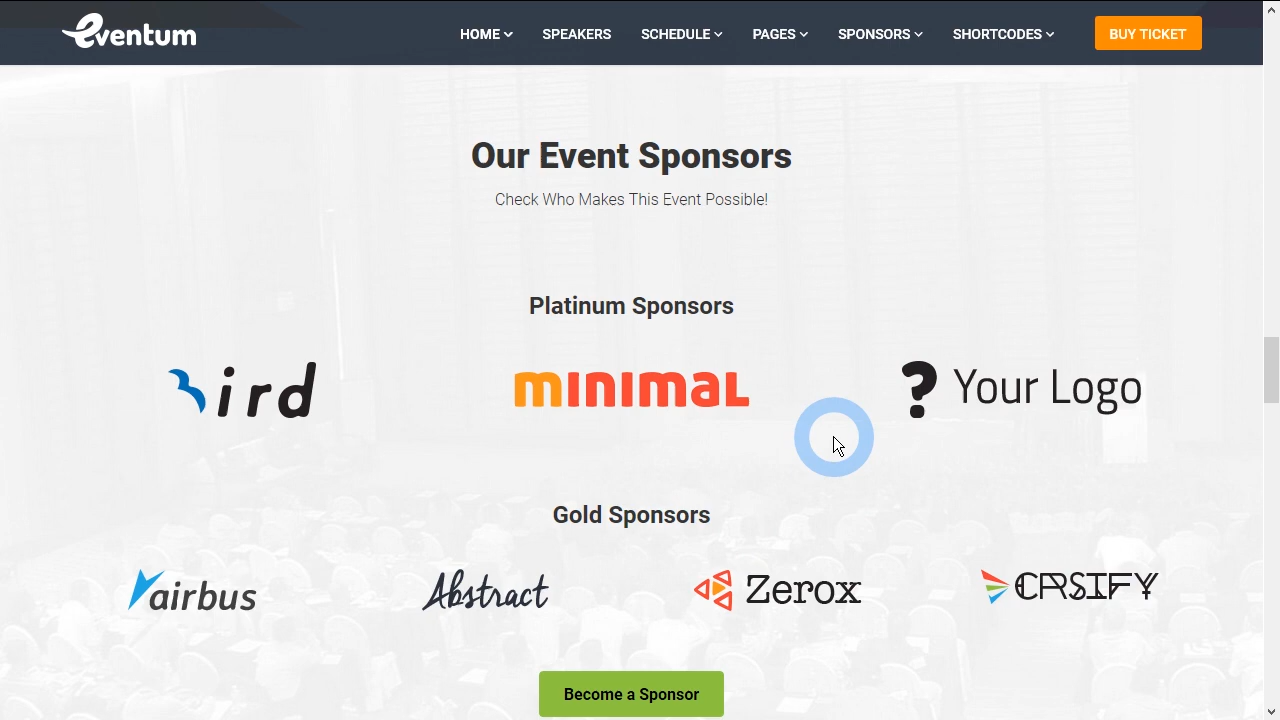 eventum
HOME SPEAKERS SCHEDULE PAGES SPONSORS SHORTCODES BUY TICKET
Our Event Sponsors
Check Who Makes This Event Possible!
Platinum Sponsors
ird minimal ? Your Logo
Gold Sponsors
airbus Abstract Zerox CRSIFY
Become a Sponsor